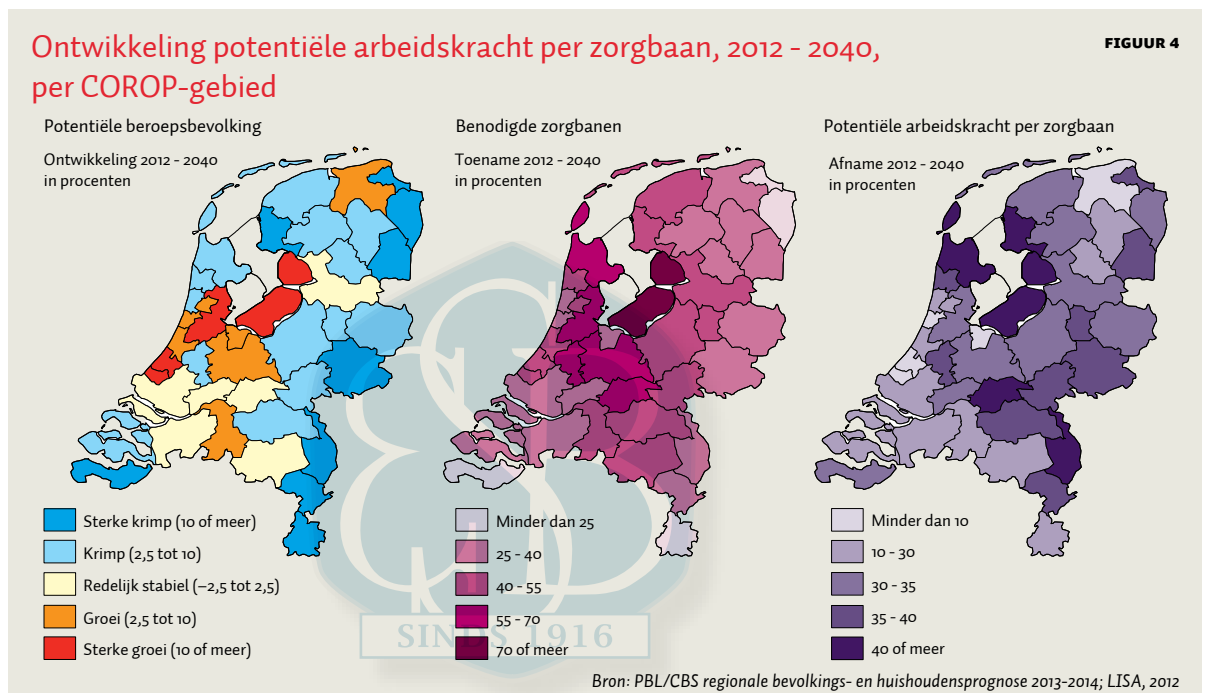 Ontwikkeling potentiële arbeidskracht per zorgbaan, 2012 - 2040,
per COROP-gebied
FIGUUR 4
Potentiële beroepsbevolking
Ontwikkeling 2012 - 2040
in procenten
Sterke krimp (10 of meer)
Krimp (2,5 tot 10)
Redelijk stabiel (–2,5 tot 2,5)
Groei (2,5 tot 10)
Sterke groei (10 of meer)
Benodigde zorgbanen
Toename 2012 - 2040
in procenten
Minder dan 25
25 - 40
40 - 55
55 - 70
70 of meer
Potentiële arbeidskracht per zorgbaan
Afname 2012 - 2040
in procenten
Minder dan 10
10 - 30
30 - 35
35 - 40
40 of meer
ESB
SINDS 1916
Bron: PBL/CBS regionale bevolkings- en huishoudensprognose 2013-2014; LISA, 2012